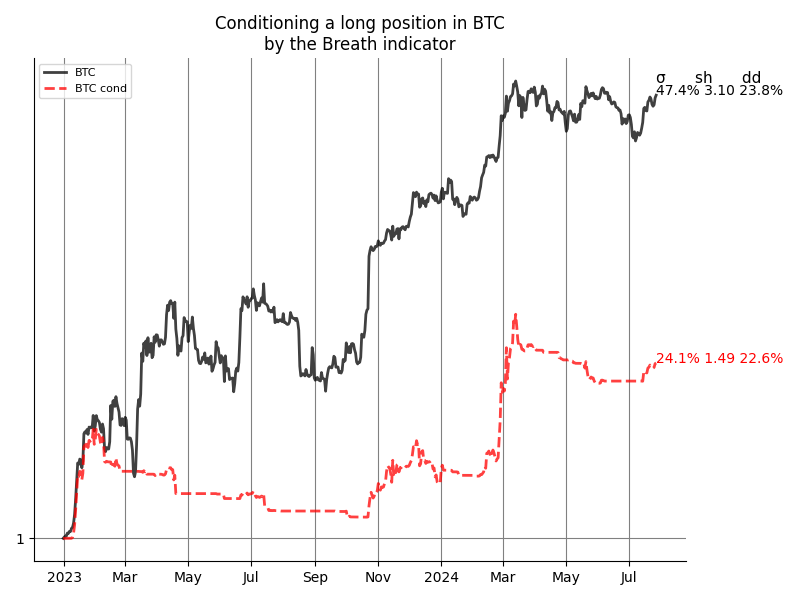 Conditioning a long position in BTC
by the Breath indicator
BTC
BTC cond
σ sh dd
47.4% 3.10 23.8%
24.1% 1.49 22.6%
1
2023 Mar May Jul Sep Nov 2024 Mar May Jul